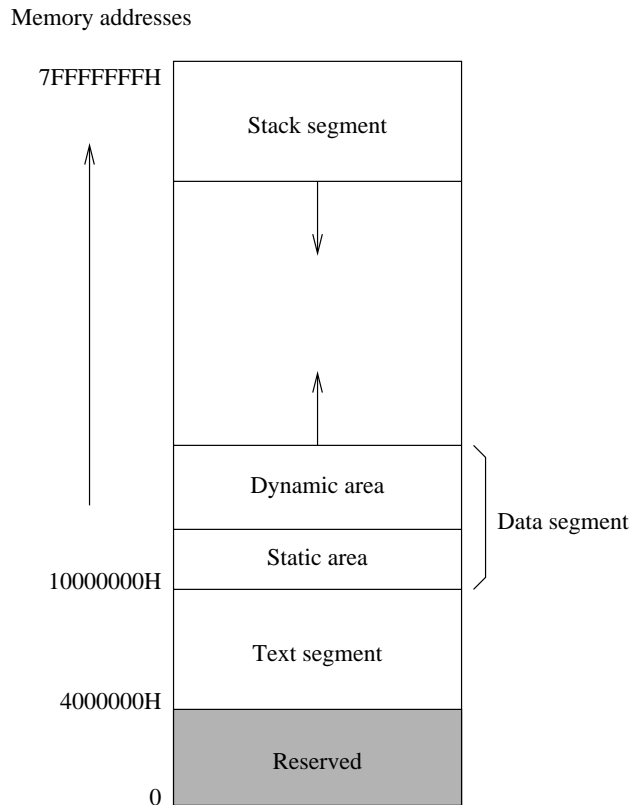 Memory addresses
7FFFFFFFH
Stack segment
Dynamic area
Data segment
Static area
10000000H
Text segment
4000000H
Reserved
0